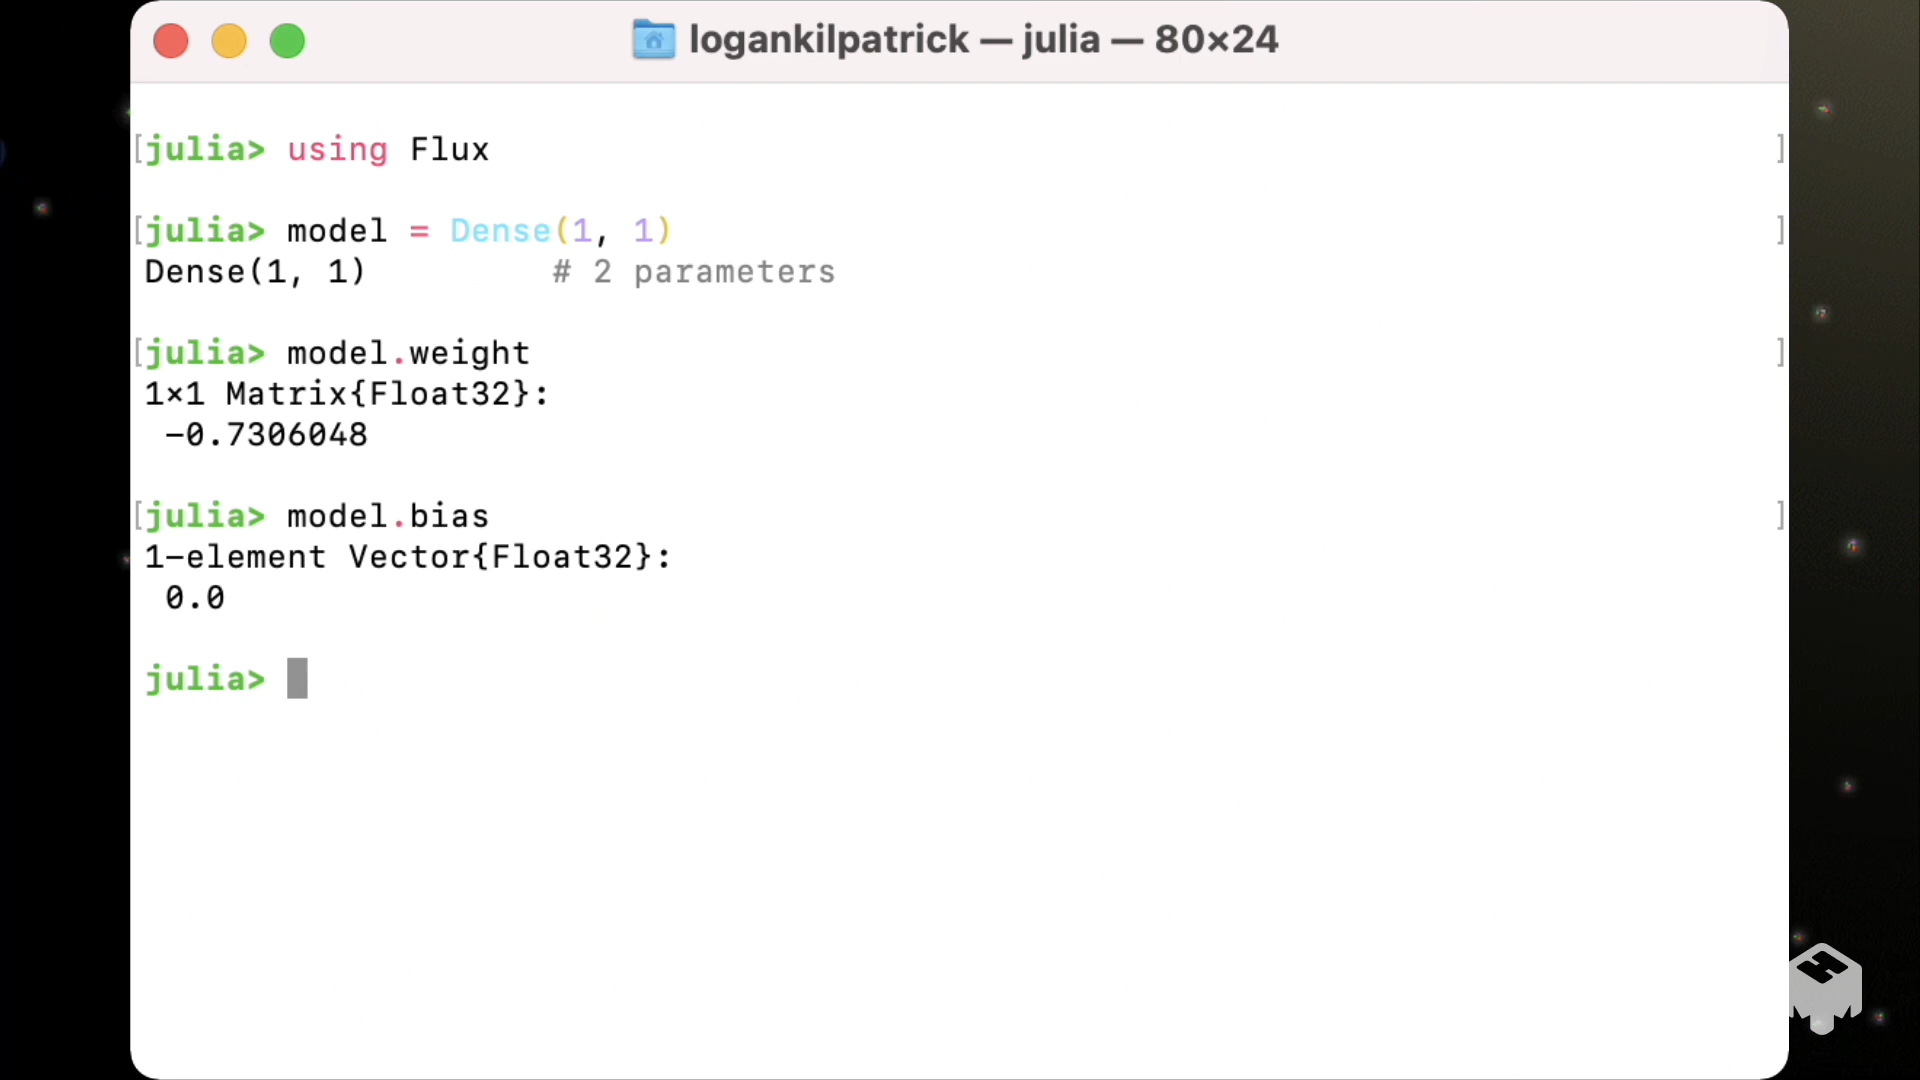 logankilpatrick — julia — 80×24
[julia> using Flux ]
[julia> model = Dense(1, 1) ]
Dense(1, 1)         # 2 parameters
[julia> model.weight ]
1×1 Matrix{Float32}:
 -0.7306048
[julia> model.bias ]
1-element Vector{Float32}:
 0.0
julia>